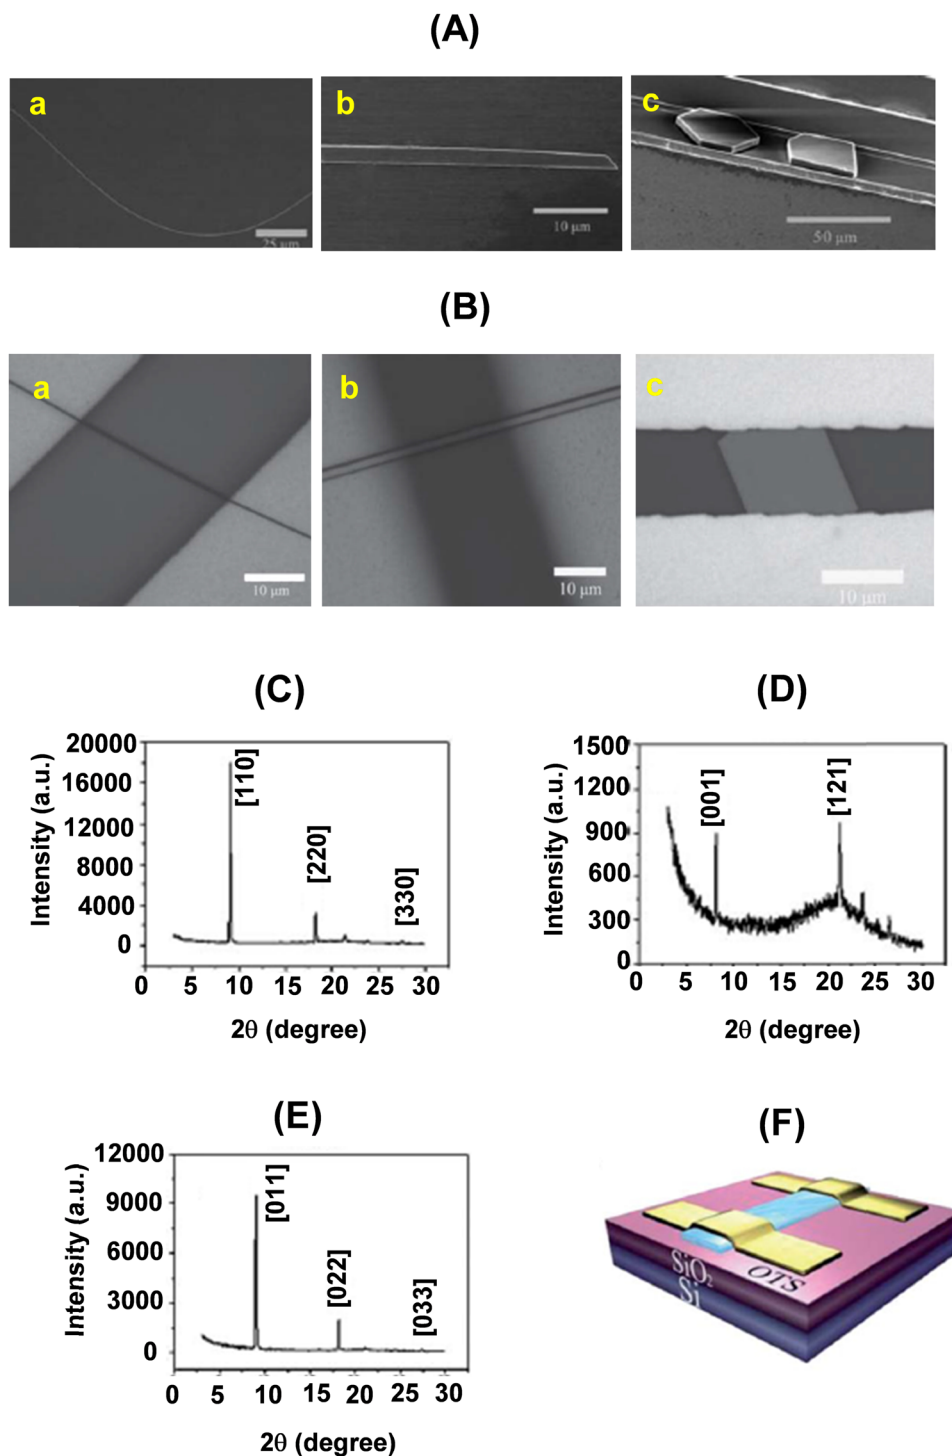 (A)
a
b
c
25 μm
10 μm
50 μm
(B)
a
b
c
10 μm
10 μm
10 μm
(C)
20000
16000
12000
8000
4000
0
Intensity (a.u.)
[110]
[220]
[330]
0 5 10 15 20 25 30
2θ (degree)
(D)
1500
1200
900
600
300
0
Intensity (a.u.)
[001]
[121]
0 5 10 15 20 25 30
2θ (degree)
(E)
12000
9000
6000
3000
0
Intensity (a.u.)
[011]
[022]
[033]
0 5 10 15 20 25 30
2θ (degree)
(F)
SiO₂
OTS
Si